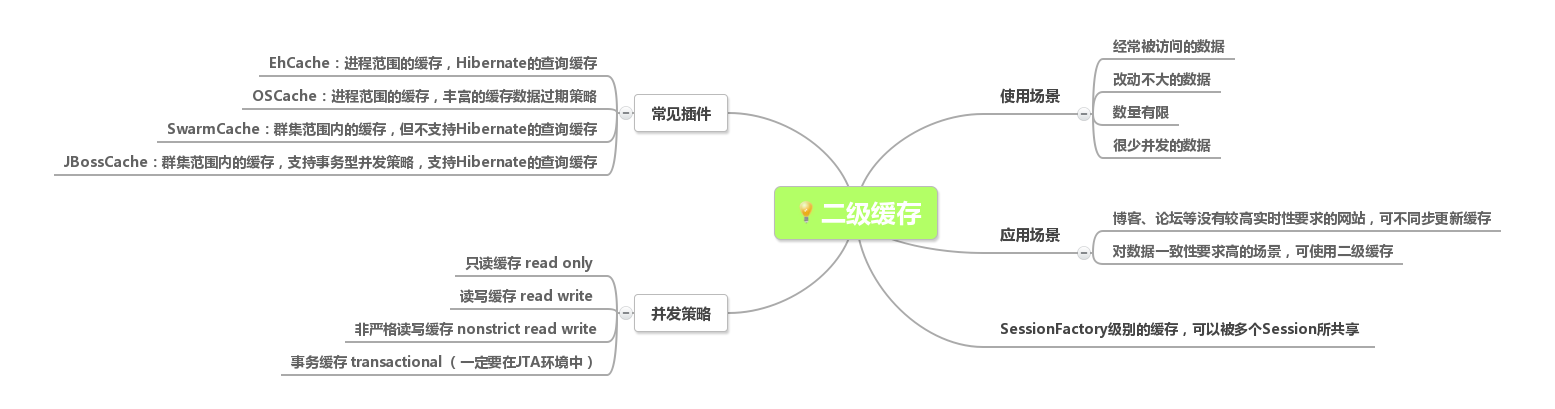 二级缓存
常见插件
EhCache：进程范围的缓存，Hibernate的查询缓存
OSCache：进程范围的缓存，丰富的缓存数据过期策略
SwarmCache：群集范围内的缓存，但不支持Hibernate的查询缓存
JBossCache：群集范围内的缓存，支持事务型并发策略，支持Hibernate的查询缓存
并发策略
只读缓存 read only
读写缓存 read write
非严格读写缓存 nonstrict read write
事务缓存 transactional（一定要在JTA环境中）
使用场景
经常被访问的数据
改动不大的数据
数量有限
很少并发的数据
应用场景
博客、论坛等没有较高实时性要求的网站，可不同步更新缓存
对数据一致性要求高的场景，可使用二级缓存
SessionFactory级别的缓存，可以被多个Session所共享